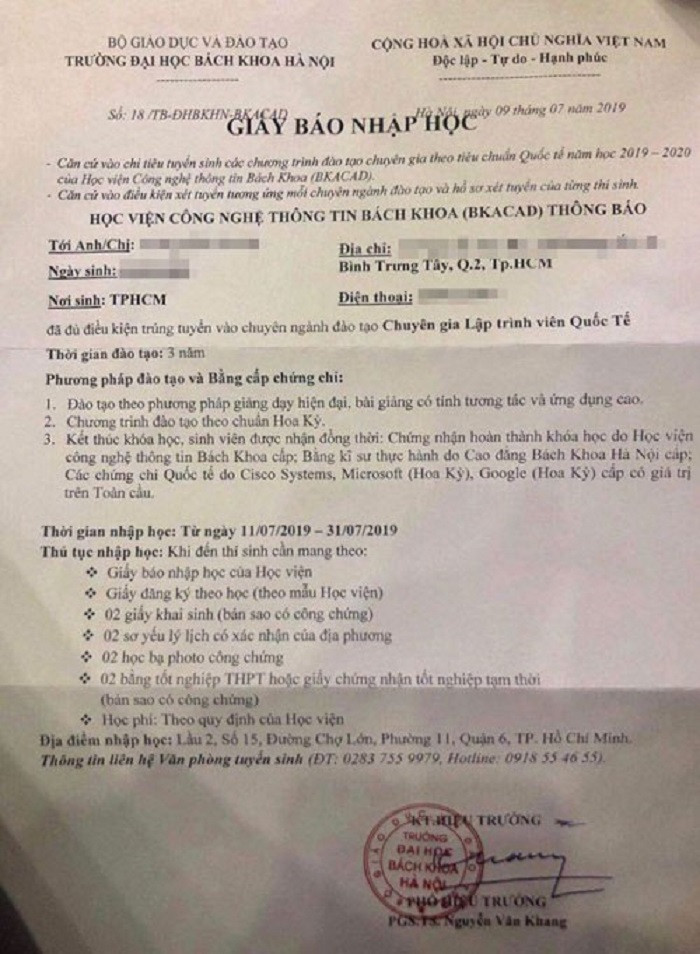 BỘ GIÁO DỤC VÀ ĐÀO TẠO
TRƯỜNG ĐẠI HỌC BÁCH KHOA HÀ NỘI
CỘNG HOÀ XÃ HỘI CHỦ NGHĨA VIỆT NAM
Độc lập - Tự do - Hạnh phúc
Số: 18 /TB-ĐHBKHN-BKACAD
Hà Nội, ngày 09 tháng 07 năm 2019
GIẤY BÁO NHẬP HỌC
- Căn cứ vào chỉ tiêu tuyển sinh các chương trình đào tạo chuyên gia theo tiêu chuẩn Quốc tế năm học 2019 – 2020
của Học viện Công nghệ thông tin Bách Khoa (BKACAD).
- Căn cứ vào điều kiện xét tuyển tương ứng mỗi chuyên ngành đào tạo và hồ sơ xét tuyển của từng thí sinh.
HỌC VIỆN CÔNG NGHỆ THÔNG TIN BÁCH KHOA (BKACAD) THÔNG BÁO
Tới Anh/Chị:
Địa chỉ:
Ngày sinh:
Bình Trưng Tây, Q.2, Tp.HCM
Nơi sinh: TPHCM
Điện thoại:
đã đủ điều kiện trúng tuyển vào chuyên ngành đào tạo Chuyên gia Lập trình viên Quốc Tế
Thời gian đào tạo: 3 năm
Phương pháp đào tạo và Bằng cấp chứng chỉ:
1. Đào tạo theo phương pháp giảng dạy hiện đại, bài giảng có tính tương tác và ứng dụng cao.
2. Chương trình đào tạo theo chuẩn Hoa Kỳ.
3. Kết thúc khóa học, sinh viên được nhận đồng thời: Chứng nhận hoàn thành khóa học do Học viện
công nghệ thông tin Bách Khoa cấp; Bằng kĩ sư thực hành do Cao đẳng Bách Khoa Hà Nội cấp;
Các chứng chỉ Quốc tế do Cisco Systems, Microsoft (Hoa Kỳ), Google (Hoa Kỳ) cấp có giá trị
trên Toàn cầu.
Thời gian nhập học: Từ ngày 11/07/2019 – 31/07/2019
Thủ tục nhập học: Khi đến thí sinh cần mang theo:
❖ Giấy báo nhập học của Học viện
❖ Giấy đăng ký theo học (theo mẫu Học viện)
❖ 02 giấy khai sinh (bản sao có công chứng)
❖ 02 sơ yếu lý lịch có xác nhận của địa phương
❖ 02 học bạ photo công chứng
❖ 02 bằng tốt nghiệp THPT hoặc giấy chứng nhận tốt nghiệp tạm thời
(bản sao có công chứng)
❖ Học phí: Theo quy định của Học viện
Địa điểm nhập học: Lầu 2, Số 15, Đường Chợ Lớn, Phường 11, Quận 6, TP. Hồ Chí Minh.
Thông tin liên hệ Văn phòng tuyển sinh (ĐT: 0283 755 9979, Hotline: 0918 55 46 55).
KT.HIỆU TRƯỞNG
TRƯỜNG
ĐẠI HỌC
BÁCH KHOA
HÀ NỘI
PHÓ HIỆU TRƯỞNG
PGS.TS. Nguyễn Văn Khang